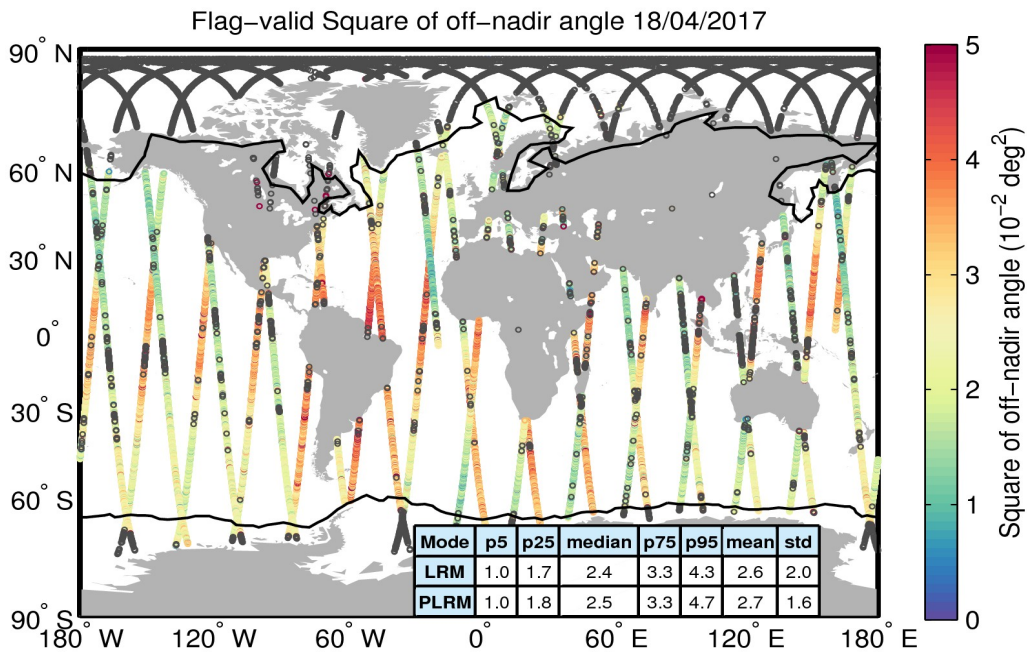 Flag−valid Square of off−nadir angle 18/04/2017
90° N
60° N
30° N
0°
30° S
60° S
90° S
180° W
120° W
60° W
0°
60° E
120° E
180° E
5
4
3
2
1
0
Square of off−nadir angle (10⁻² deg²)
Mode p5 p25 median p75 p95 mean std
LRM 1.0 1.7 2.4 3.3 4.3 2.6 2.0
PLRM 1.0 1.8 2.5 3.3 4.7 2.7 1.6